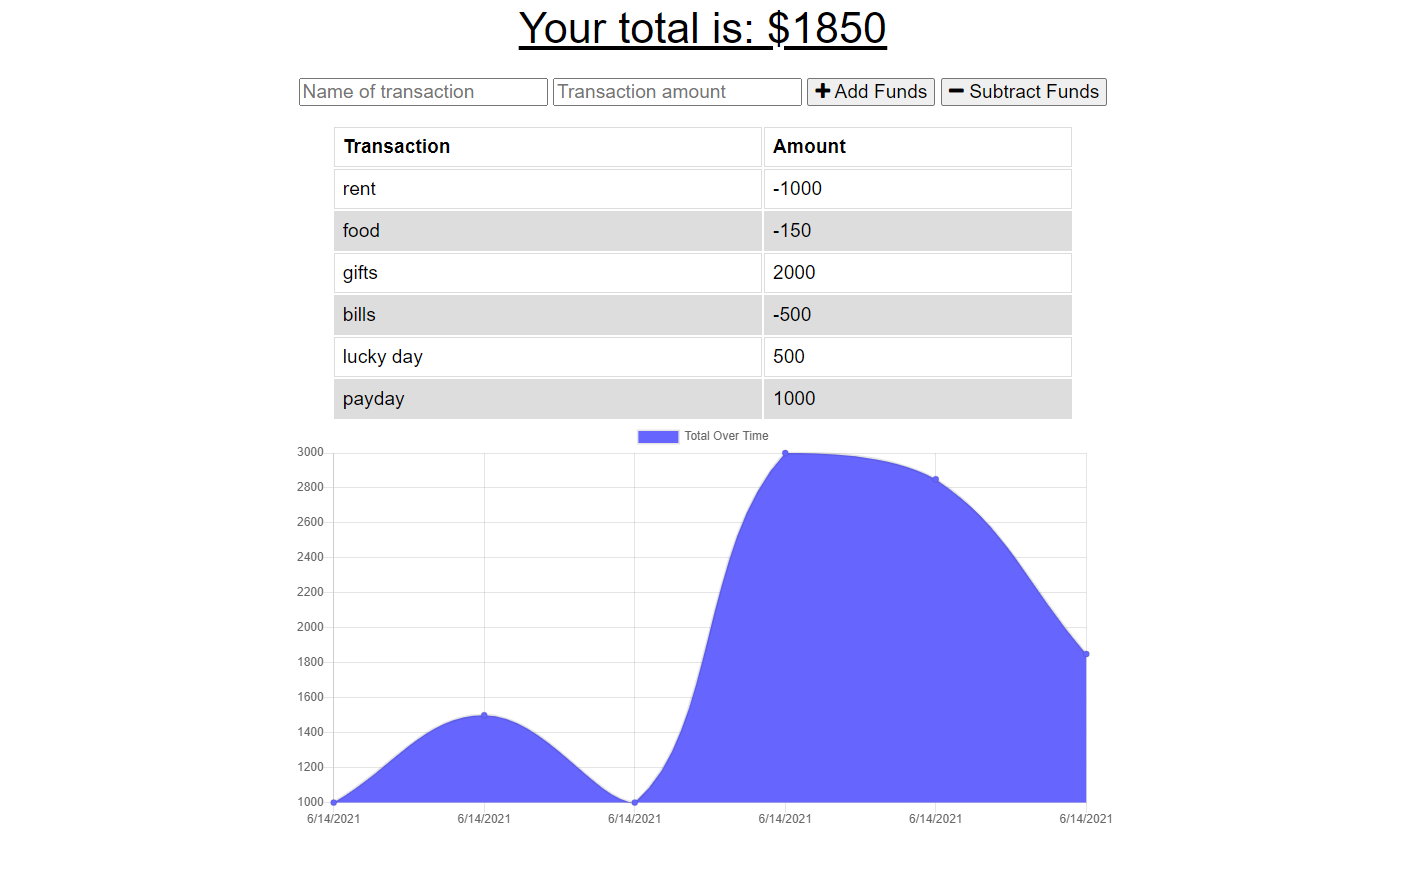 Your total is: $1850
Name of transaction Transaction amount Add Funds Subtract Funds
Transaction Amount
rent -1000
food -150
gifts 2000
bills -500
lucky day 500
payday 1000
Total Over Time
3000
2800
2600
2400
2200
2000
1800
1600
1400
1200
1000
6/14/2021 6/14/2021 6/14/2021 6/14/2021 6/14/2021 6/14/2021